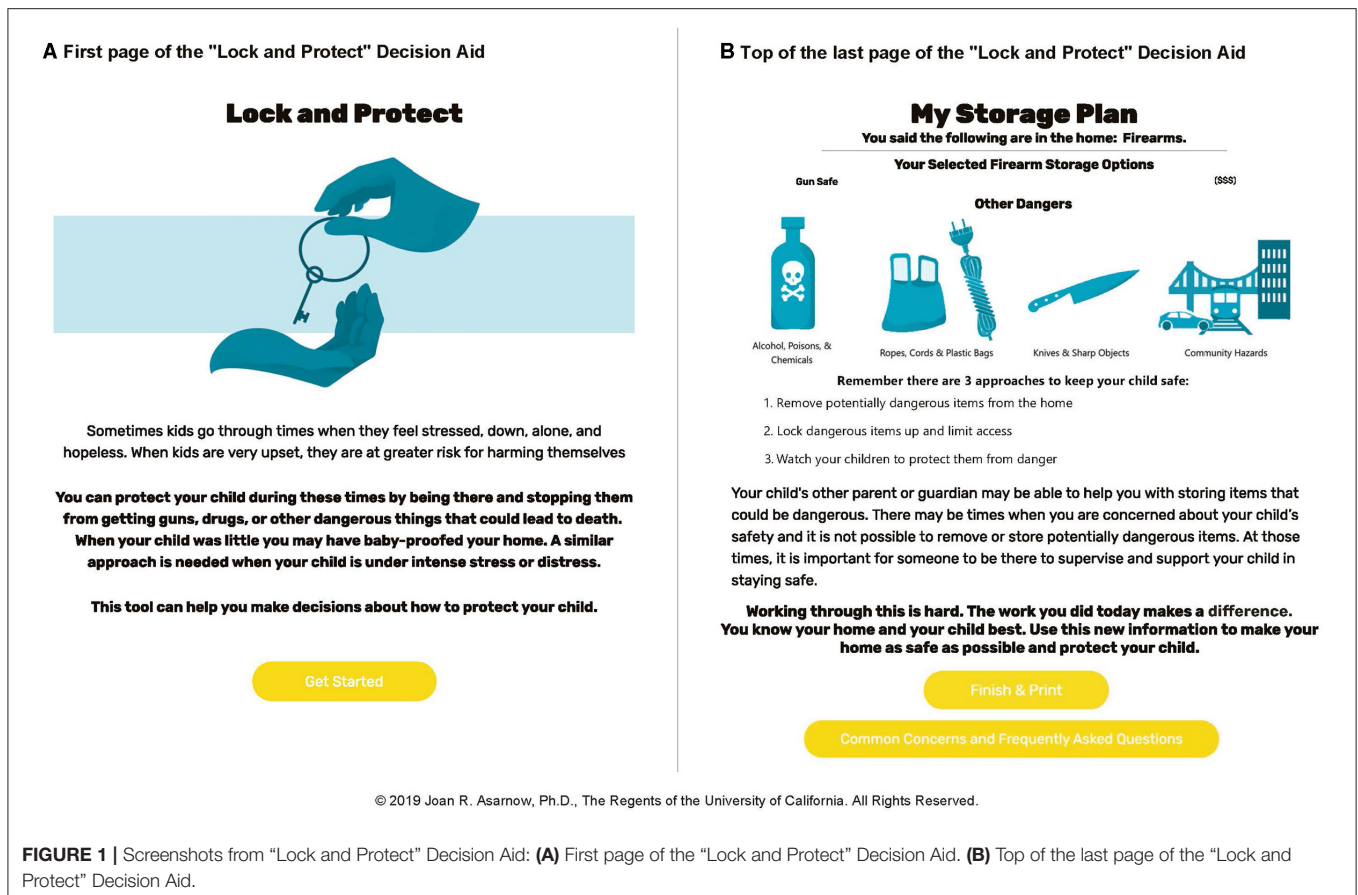 A First page of the "Lock and Protect" Decision Aid
Lock and Protect
Sometimes kids go through times when they feel stressed, down, alone, and
hopeless. When kids are very upset, they are at greater risk for harming themselves
You can protect your child during these times by being there and stopping them
from getting guns, drugs, or other dangerous things that could lead to death.
When your child was little you may have baby-proofed your home. A similar
approach is needed when your child is under intense stress or distress.
This tool can help you make decisions about how to protect your child.
Get Started
B Top of the last page of the "Lock and Protect" Decision Aid
My Storage Plan
You said the following are in the home: Firearms.
Your Selected Firearm Storage Options
Gun Safe ($$$)
Other Dangers
Alcohol, Poisons, &
Chemicals
Ropes, Cords & Plastic Bags
Knives & Sharp Objects
Community Hazards
Remember there are 3 approaches to keep your child safe:
1. Remove potentially dangerous items from the home
2. Lock dangerous items up and limit access
3. Watch your children to protect them from danger
Your child's other parent or guardian may be able to help you with storing items that
could be dangerous. There may be times when you are concerned about your child's
safety and it is not possible to remove or store potentially dangerous items. At those
times, it is important for someone to be there to supervise and support your child in
staying safe.
Working through this is hard. The work you did today makes a difference.
You know your home and your child best. Use this new information to make your
home as safe as possible and protect your child.
Finish & Print
Common Concerns and Frequently Asked Questions
© 2019 Joan R. Asarnow, Ph.D., The Regents of the University of California. All Rights Reserved.
FIGURE 1 | Screenshots from “Lock and Protect” Decision Aid: (A) First page of the “Lock and Protect” Decision Aid. (B) Top of the last page of the “Lock and
Protect” Decision Aid.